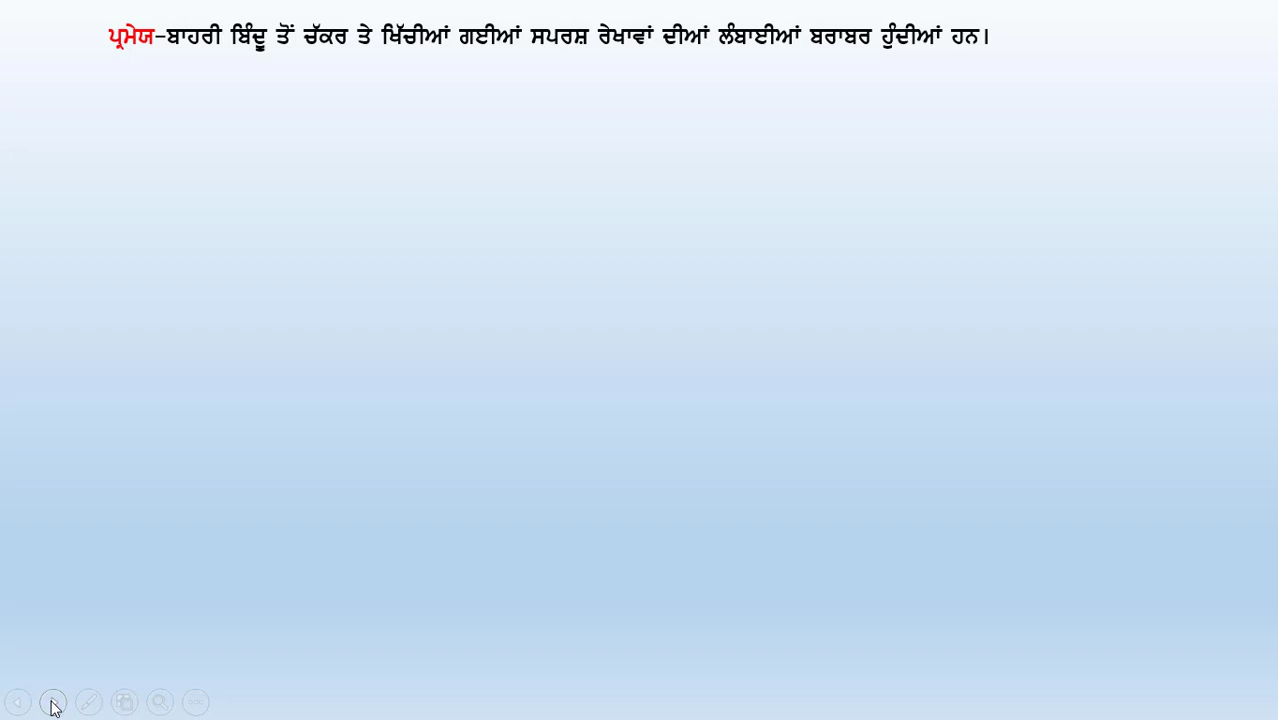 ਪ੍ਰਮੇਯ-ਬਾਹਰੀ ਬਿੰਦੂ ਤੋਂ ਚੱਕਰ ਤੇ ਖਿੱਚੀਆਂ ਗਈਆਂ ਸਪਰਸ਼ ਰੇਖਾਵਾਂ ਦੀਆਂ ਲੰਬਾਈਆਂ ਬਰਾਬਰ ਹੁੰਦੀਆਂ ਹਨ।